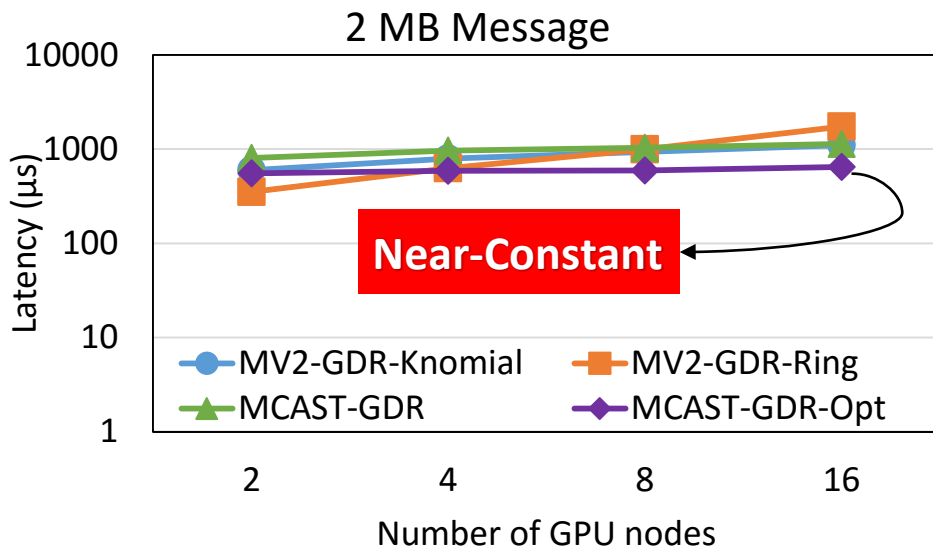 2 MB Message
10000
1000
100
10
1
Latency (µs)
Near-Constant
MV2-GDR-Knomial MV2-GDR-Ring
MCAST-GDR MCAST-GDR-Opt
2 4 8 16
Number of GPU nodes